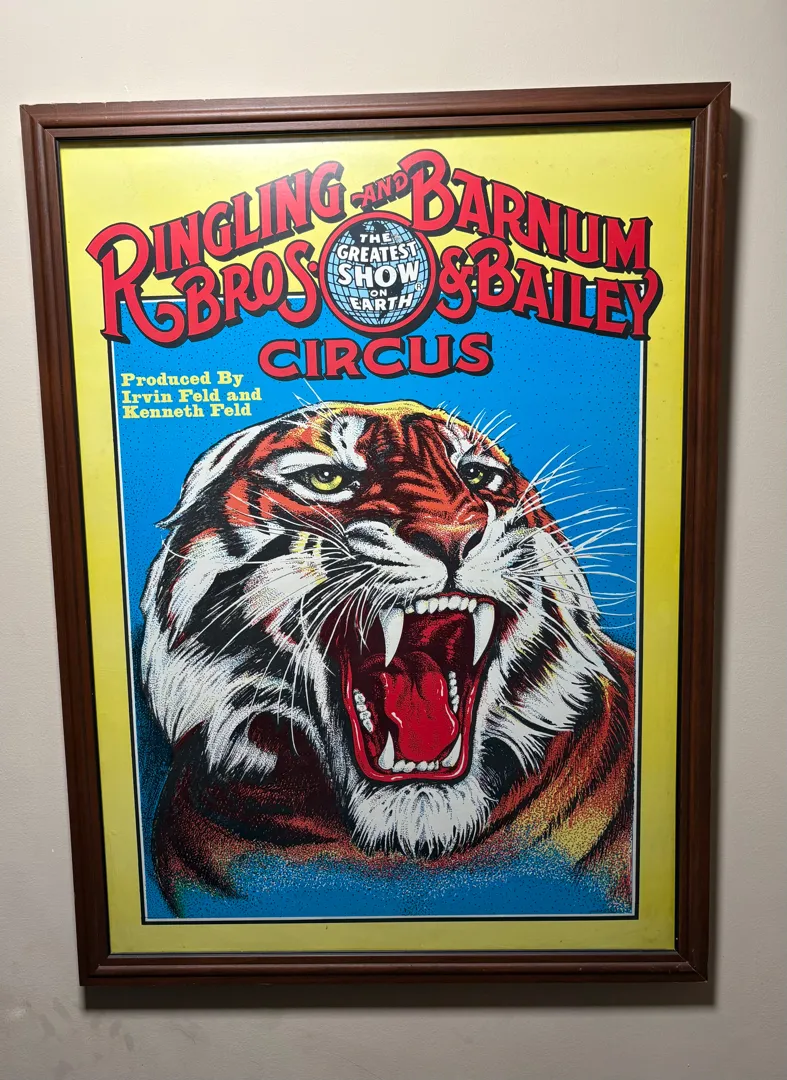 RINGLING AND BARNUM
BROS. & BAILEY
THE
GREATEST
SHOW
ON
EARTH ®
CIRCUS
Produced By
Irvin Feld and
Kenneth Feld